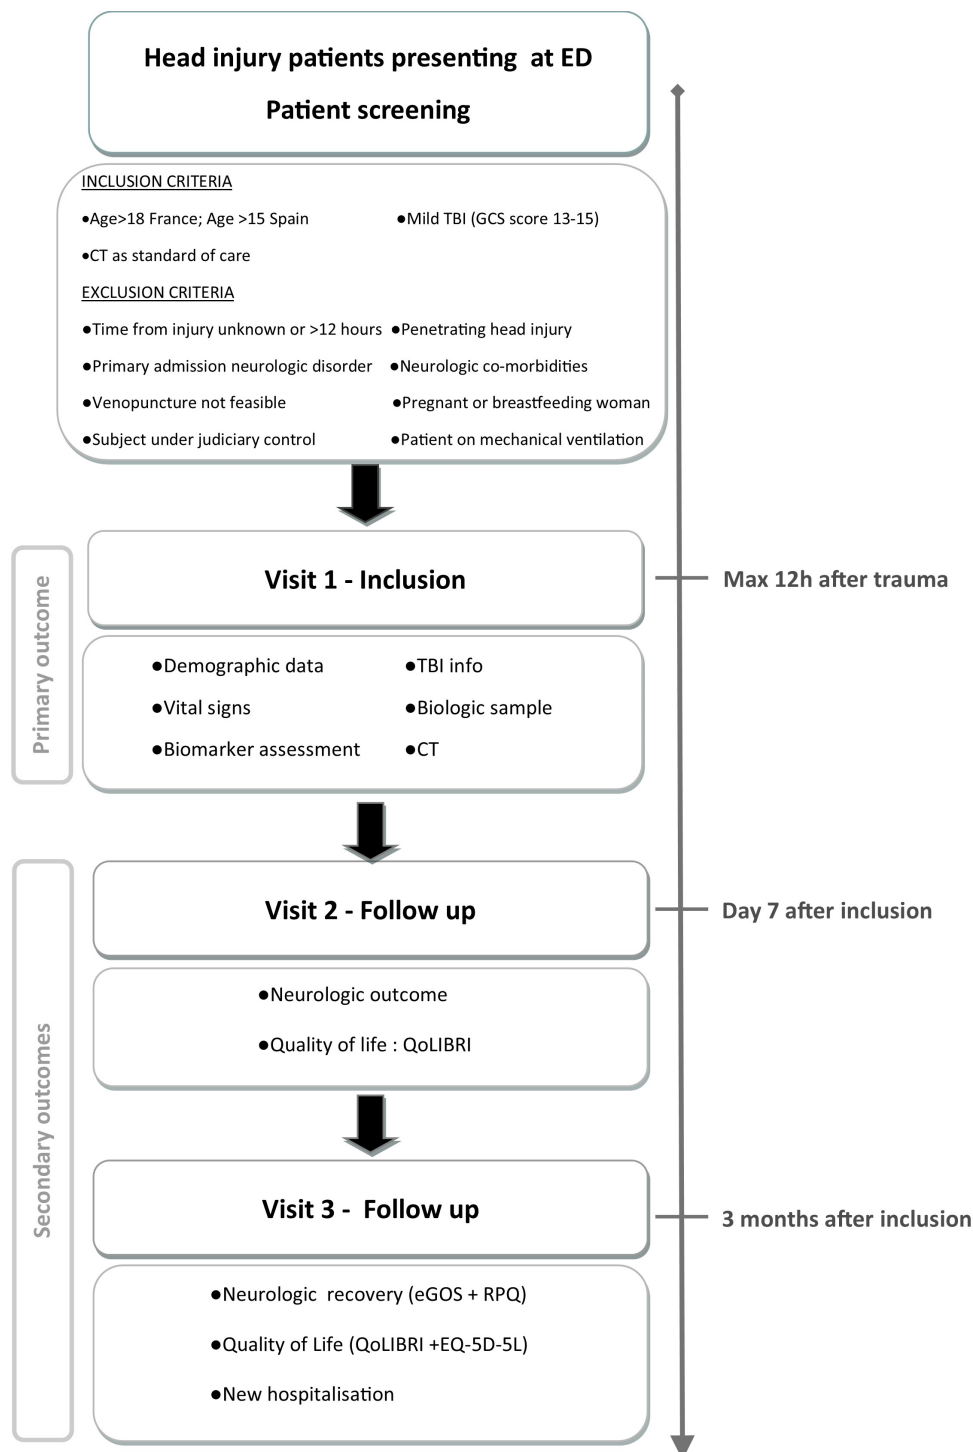 Head injury patients presenting at ED
Patient screening
INCLUSION CRITERIA
●Age>18 France; Age >15 Spain ●Mild TBI (GCS score 13-15)
●CT as standard of care
EXCLUSION CRITERIA
●Time from injury unknown or >12 hours ●Penetrating head injury
●Primary admission neurologic disorder ●Neurologic co-morbidities
●Venopuncture not feasible ●Pregnant or breastfeeding woman
●Subject under judiciary control ●Patient on mechanical ventilation
Primary outcome
Visit 1 - Inclusion
Max 12h after trauma
●Demographic data ●TBI info
●Vital signs ●Biologic sample
●Biomarker assessment ●CT
Secondary outcomes
Visit 2 - Follow up
Day 7 after inclusion
●Neurologic outcome
●Quality of life : QoLIBRI
Visit 3 - Follow up
3 months after inclusion
●Neurologic recovery (eGOS + RPQ)
●Quality of Life (QoLIBRI +EQ-5D-5L)
●New hospitalisation